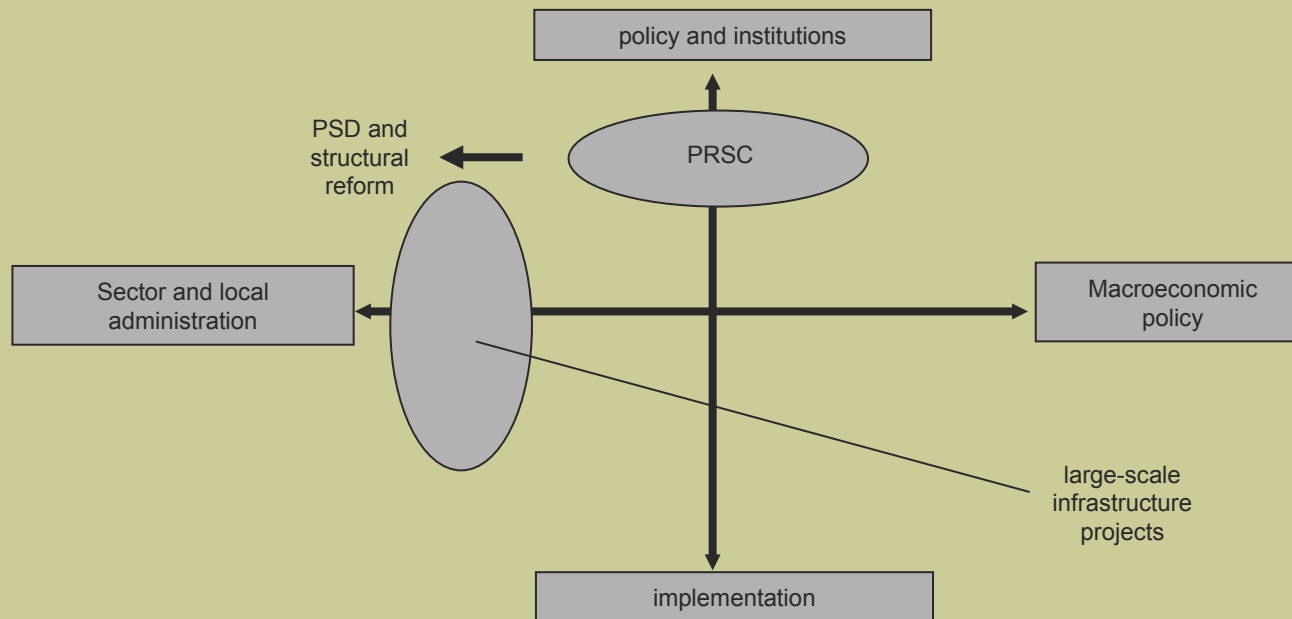 policy and institutions
PSD and
structural
reform
PRSC
Sector and local
administration
Macroeconomic
policy
large-scale
infrastructure
projects
implementation